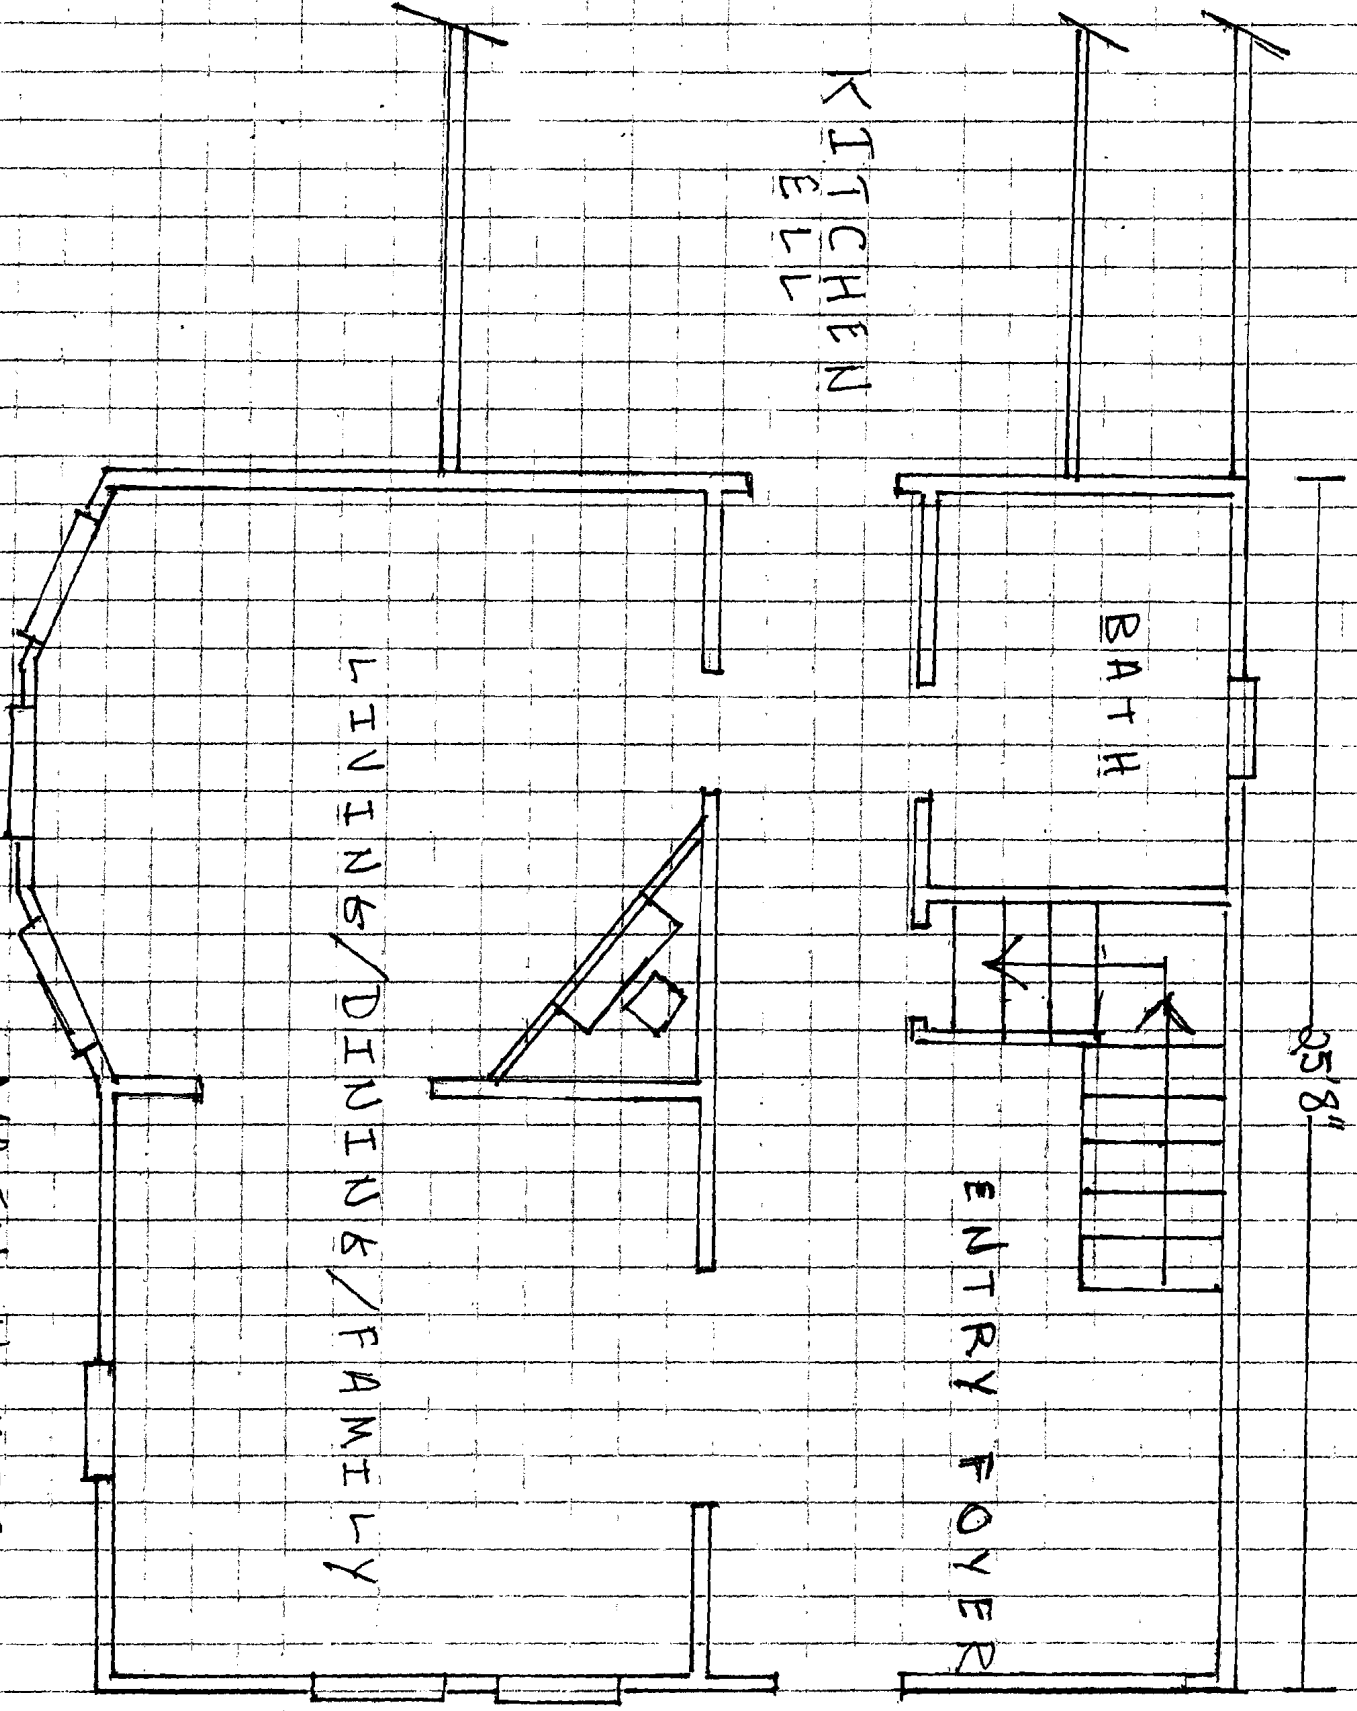 KITCHEN
ELL
BATH
25'8"
LIVING/DINING/FAMILY
ENTRY FOYER